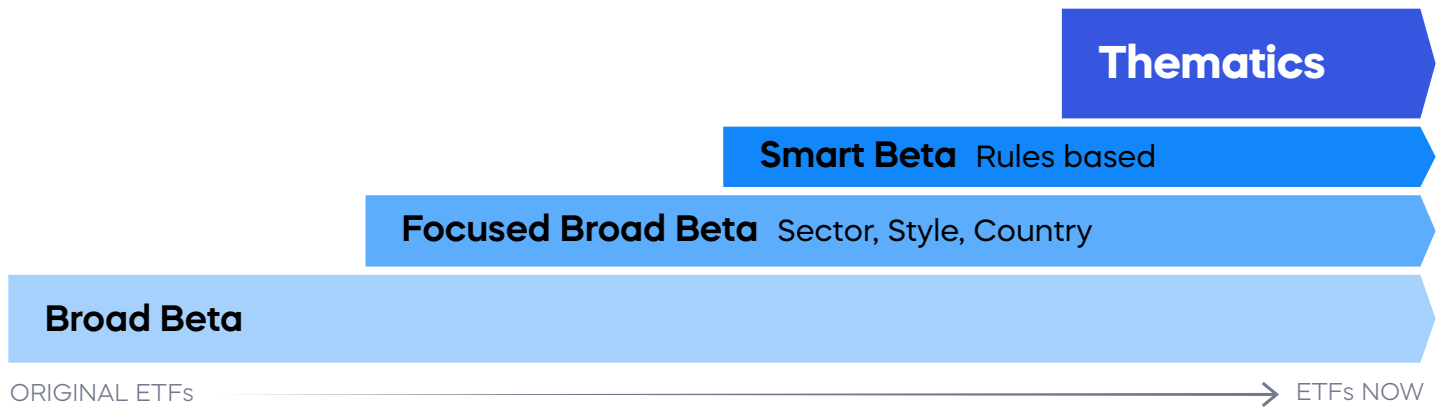 Thematics
Smart Beta Rules based
Focused Broad Beta Sector, Style, Country
Broad Beta
ORIGINAL ETFs ETFs NOW